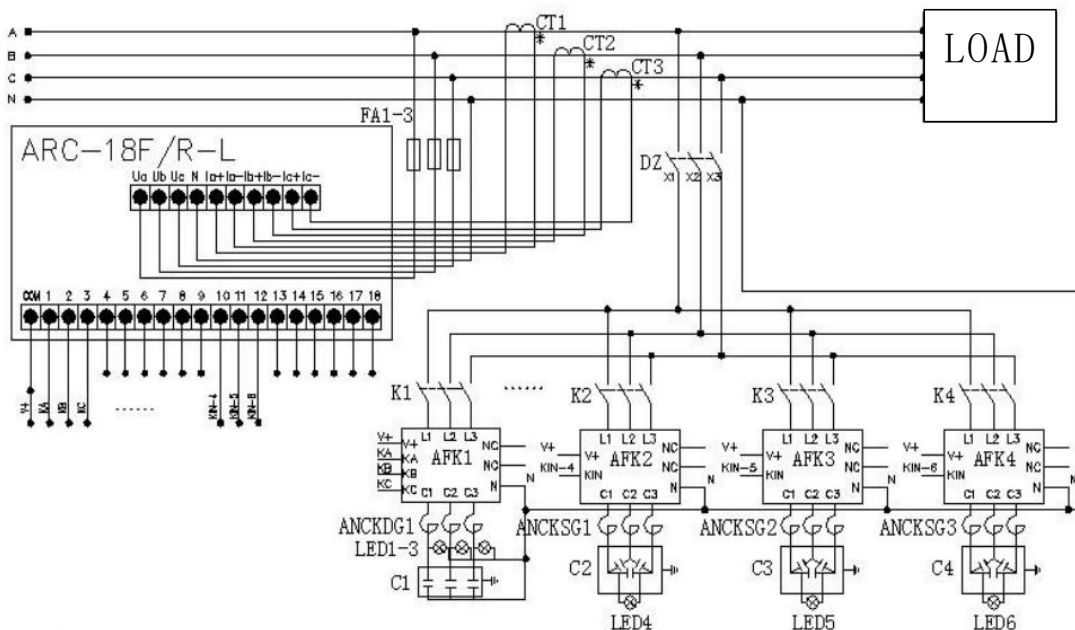 CT1
A
LOAD
CT2
B
CT3
C
N
FA1-3
ARC-18F/R-L
DZ
X1 X2 X3
Ua Ub Uc N Ia+ Ia- Ib+ Ib- Ic+ Ic-
COM 1 2 3 4 5 6 7 8 9 10 11 12 13 14 15 16 17 18
V+ KA KB KC ...... KIN-4 KIN-5 KIN-6
K1 ...... K2 K3 K4
L1 L2 L3 L1 L2 L3 L1 L2 L3 L1 L2 L3
V+ V+ NC V+ V+ NC V+ V+ NC V+ V+ NC
KA KA AFK1 KIN-4 KIN AFK2 KIN-5 KIN AFK3 KIN-6 KIN AFK4
KB KB NC NC NC NC
KC KC N N N N N N N
C1 C2 C3 C1 C2 C3 C1 C2 C3 C1 C2 C3
ANCKDG1 ANCKSG1 ANCKSG2 ANCKSG3
LED1-3
C1 C2 C3 C4
LED4 LED5 LED6